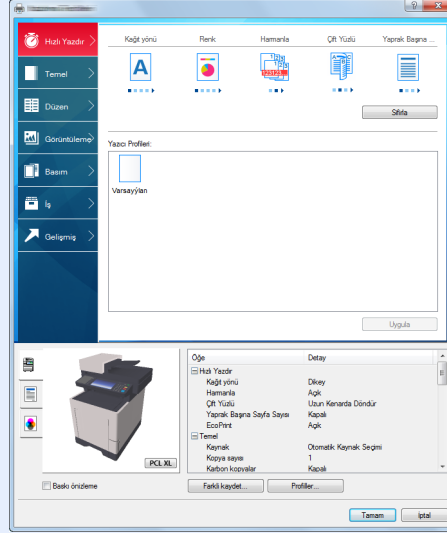 Hızlı Yazdır
Temel
Düzen
Görüntüleme
Basım
İş
Gelişmiş
Kağıt yönü Renk Harmanla Çift Yüzlü Yaprak Başına ...
A
123
123123
Sıfırla
Yazıcı Profilleri:
Varsayýlan
Uygula
Öğe Detay
Hızlı Yazdır
Kağıt yönü Dikey
Harmanla Açık
Çift Yüzlü Uzun Kenarda Döndür
Yaprak Başına Sayfa Sayısı Kapalı
EcoPrint Açık
Temel
Kaynak Otomatik Kaynak Seçimi
Kopya sayısı 1
Karbon kopyalar Kapalı
PCL XL
Baskı önizleme
Farklı kaydet... Profiller...
Tamam İptal